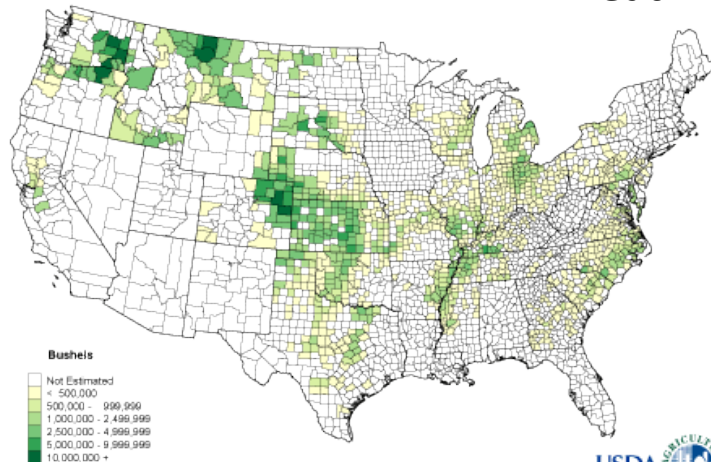 Bushels
Not Estimated
< 500,000
500,000 - 999,999
1,000,000 - 2,499,999
2,500,000 - 4,999,999
5,000,000 - 9,999,999
10,000,000 +
USDA
AGRICULT